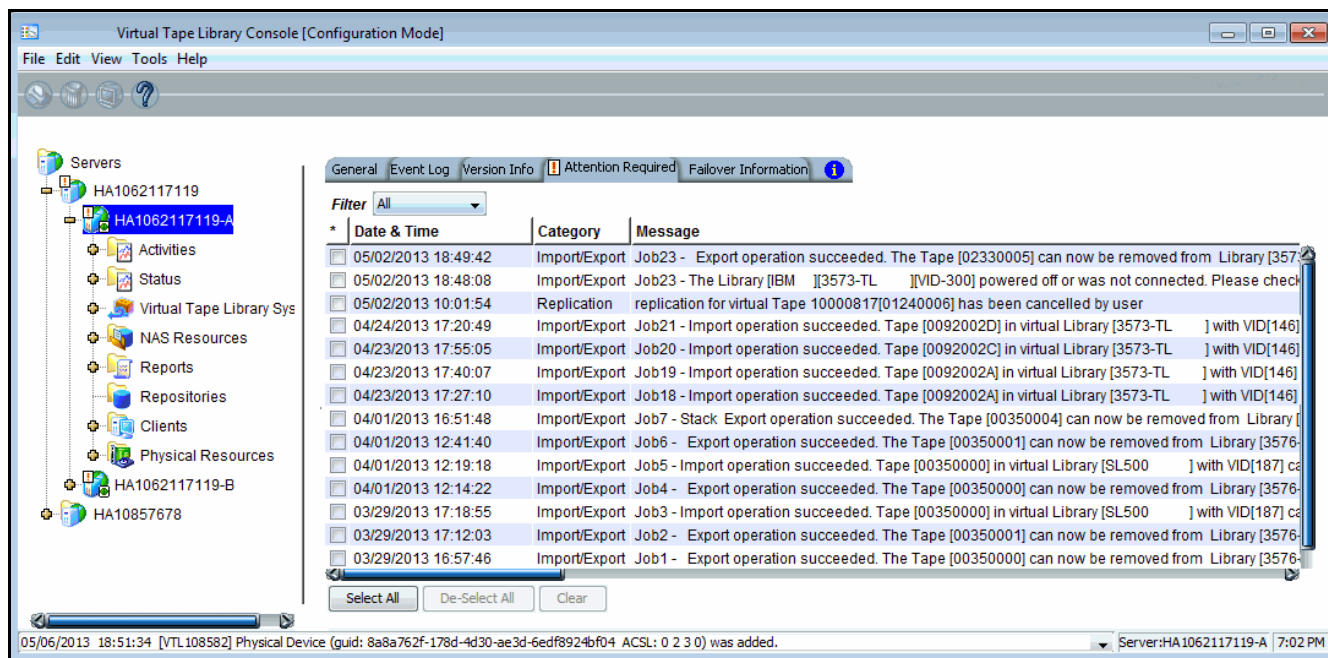 Virtual Tape Library Console [Configuration Mode]
File Edit View Tools Help
Servers
HA1062117119
HA1062117119-A
Activities
Status
Virtual Tape Library Sys
NAS Resources
Reports
Repositories
Clients
Physical Resources
HA1062117119-B
HA10857678
General Event Log Version Info Attention Required Failover Information
Filter All
* Date & Time Category Message
05/02/2013 18:49:42 Import/Export Job23 - Export operation succeeded. The Tape [02330005] can now be removed from Library [357
05/02/2013 18:48:08 Import/Export Job23 - The Library [IBM ][3573-TL ][VID-300] powered off or was not connected. Please check
05/02/2013 10:01:54 Replication replication for virtual Tape 10000817[01240006] has been cancelled by user
04/24/2013 17:20:49 Import/Export Job21 - Import operation succeeded. Tape [0092002D] in virtual Library [3573-TL ] with VID[146]
04/23/2013 17:55:05 Import/Export Job20 - Import operation succeeded. Tape [0092002C] in virtual Library [3573-TL ] with VID[146]
04/23/2013 17:40:07 Import/Export Job19 - Import operation succeeded. Tape [0092002A] in virtual Library [3573-TL ] with VID[146]
04/23/2013 17:27:10 Import/Export Job18 - Import operation succeeded. Tape [0092002A] in virtual Library [3573-TL ] with VID[146]
04/01/2013 16:51:48 Import/Export Job7 - Stack Export operation succeeded. The Tape [00350004] can now be removed from Library [
04/01/2013 12:41:40 Import/Export Job6 - Export operation succeeded. The Tape [00350001] can now be removed from Library [3576-
04/01/2013 12:19:18 Import/Export Job5 - Import operation succeeded. Tape [00350000] in virtual Library [SL500 ] with VID[187] ca
04/01/2013 12:14:22 Import/Export Job4 - Export operation succeeded. The Tape [00350000] can now be removed from Library [3576-
03/29/2013 17:18:55 Import/Export Job3 - Import operation succeeded. Tape [00350000] in virtual Library [SL500 ] with VID[187] ca
03/29/2013 17:12:03 Import/Export Job2 - Export operation succeeded. The Tape [00350001] can now be removed from Library [3576-
03/29/2013 16:57:46 Import/Export Job1 - Export operation succeeded. The Tape [00350000] can now be removed from Library [3576-
Select All De-Select All Clear
05/06/2013 18:51:34 [VTL108582] Physical Device (guid: 8a8a762f-178d-4d30-ae3d-6edf8924bf04 ACSL: 0 2 3 0) was added. Server:HA1062117119-A 7:02 PM